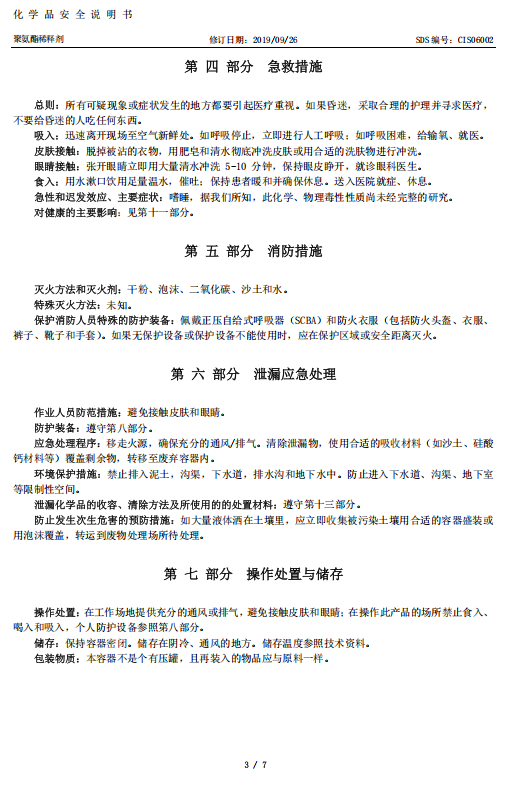 化 学 品 安 全 说 明 书
聚氨酯稀释剂 修订日期：2019/09/26 SDS 编号：CIS06002
第 四 部分 急救措施
总则：所有可疑现象或症状发生的地方都要引起医疗重视。如果昏迷，采取合理的护理并寻求医疗，
不要给昏迷的人吃任何东西。
吸入：迅速离开现场至空气新鲜处。如呼吸停止，立即进行人工呼吸；如呼吸困难，给输氧、就医。
皮肤接触：脱掉被沾的衣物，用肥皂和清水彻底冲洗皮肤或用合适的洗肤物进行冲洗。
眼睛接触：张开眼睛立即用大量清水冲洗 5-10 分钟，保持眼皮睁开，就诊眼科医生。
食入：用水漱口饮用足量温水，催吐；保持患者暖和并确保休息。送入医院就症、休息。
急性和迟发效应、主要症状：嗜睡，据我们所知，此化学、物理毒性性质尚未经完整的研究。
对健康的主要影响：见第十一部分。
第 五 部分 消防措施
灭火方法和灭火剂：干粉、泡沫、二氧化碳、沙土和水。
特殊灭火方法：未知。
保护消防人员特殊的防护装备：佩戴正压自给式呼吸器（SCBA）和防火衣服（包括防火头盔、衣服、
裤子、靴子和手套）。如果无保护设备或保护设备不能使用时，应在保护区域或安全距离灭火。
第 六 部分 泄漏应急处理
作业人员防范措施：避免接触皮肤和眼睛。
防护装备：遵守第八部分。
应急处理程序：移走火源，确保充分的通风/排气。清除泄漏物，使用合适的吸收材料（如沙土、硅酸
钙材料等）覆盖剩余物，转移至废弃容器内。
环境保护措施：禁止排入泥土，沟渠，下水道，排水沟和地下水中。防止进入下水道、沟渠、地下室
等限制性空间。
泄漏化学品的收容、清除方法及所使用的的处置材料：遵守第十三部分。
防止发生次生危害的预防措施：如大量液体洒在土壤里，应立即收集被污染土壤用合适的容器盛装或
用泡沫覆盖，转运到废物处理场所待处理。
第 七 部分 操作处置与储存
操作处置：在工作场地提供充分的通风或排气，避免接触皮肤和眼睛；在操作此产品的场所禁止食入、
喝入和吸入，个人防护设备参照第八部分。
储存：保持容器密闭。储存在阴冷、通风的地方。储存温度参照技术资料。
包装物质：本容器不是个有压罐，且再装入的物品应与原料一样。
3 / 7